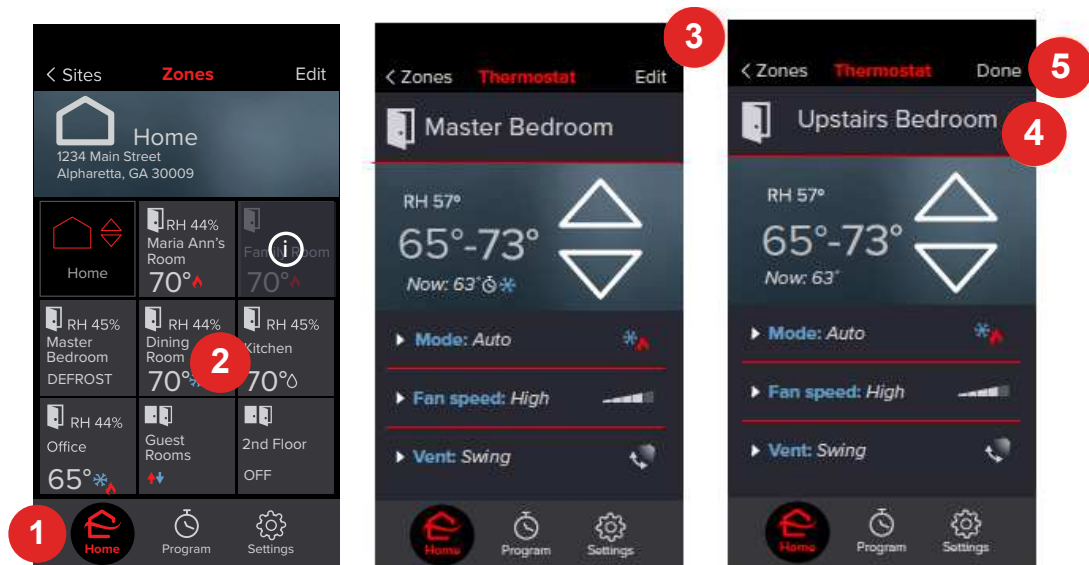 < Sites Zones Edit
Home
1234 Main Street
Alpharetta, GA 30009
Home
RH 44%
Maria Ann's
Room
70°
Family Room
70°
RH 45%
Master
Bedroom
DEFROST
RH 44%
Dining
Room
70°
2
RH 45%
Kitchen
70°
RH 44%
Office
65°
Guest
Rooms
2nd Floor
OFF
1
Home Program Settings
3
< Zones Thermostat Edit
Master Bedroom
RH 57°
65°-73°
Now: 63°
Mode: Auto
Fan speed: High
Vent: Swing
Home Program Settings
< Zones Thermostat Done
5
Upstairs Bedroom
4
RH 57°
65°-73°
Now: 63°
Mode: Auto
Fan speed: High
Vent: Swing
Home Program Settings